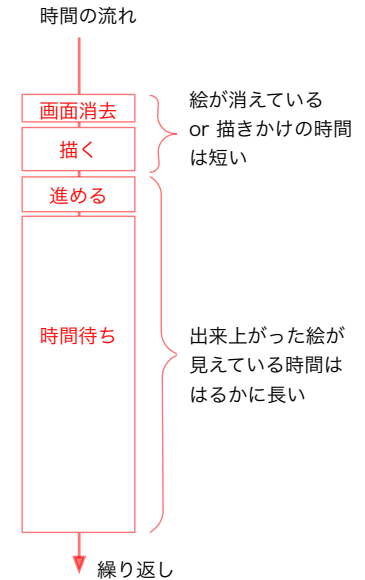 時間の流れ
画面消去
描く
絵が消えている
or 描きかけの時間
は短い
進める
時間待ち
出来上がった絵が
見えている時間は
はるかに長い
繰り返し